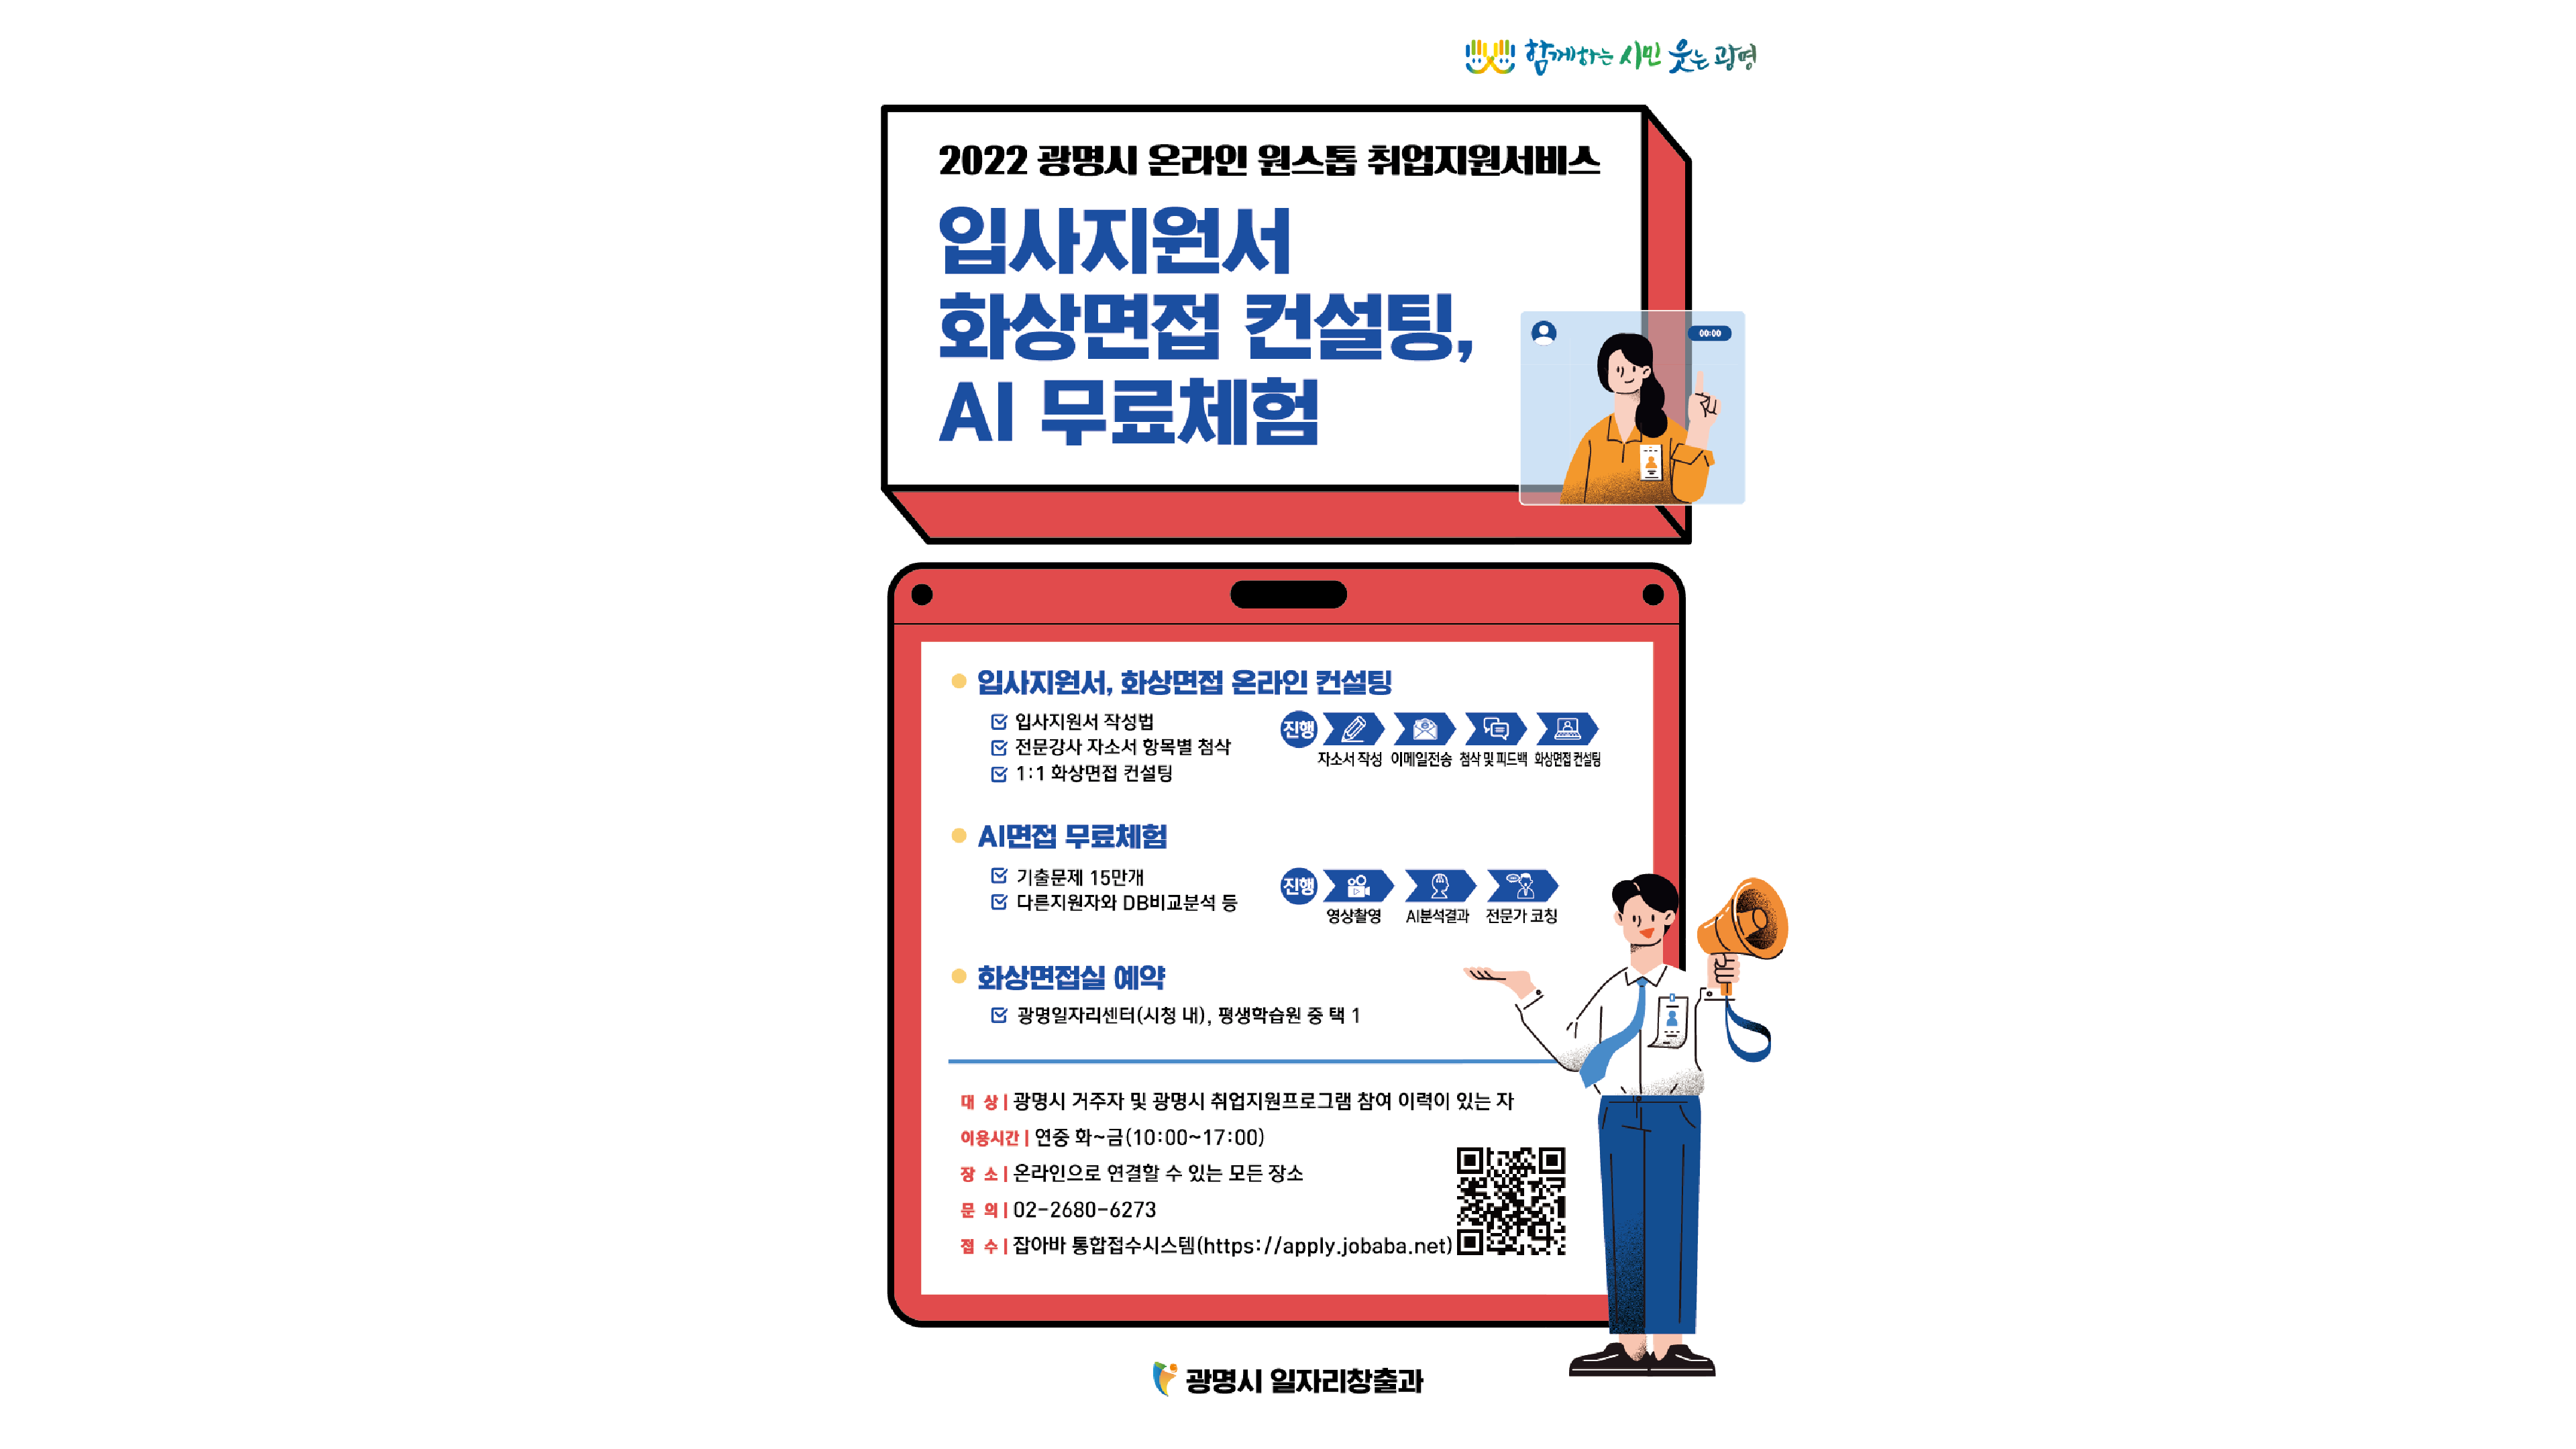 함께하는 시민 웃는 광명
2022 광명시 온라인 원스톱 취업지원서비스
입사지원서
화상면접 컨설팅,
AI 무료체험
00:00
입사지원서, 화상면접 온라인 컨설팅
입사지원서 작성법
전문강사 자소서 항목별 첨삭
1:1 화상면접 컨설팅
진행
자소서 작성 이메일전송 첨삭 및 피드백 화상면접 컨설팅
AI면접 무료체험
기출문제 15만개
다른지원자와 DB비교분석 등
진행
영상촬영 AI분석결과 전문가 코칭
화상면접실 예약
광명일자리센터(시청 내), 평생학습원 중 택 1
대 상 | 광명시 거주자 및 광명시 취업지원프로그램 참여 이력이 있는 자
이용시간 | 연중 화~금(10:00~17:00)
장 소 | 온라인으로 연결할 수 있는 모든 장소
문 의 | 02-2680-6273
접 수 | 잡아바 통합접수시스템(https://apply.jobaba.net)
광명시 일자리창출과